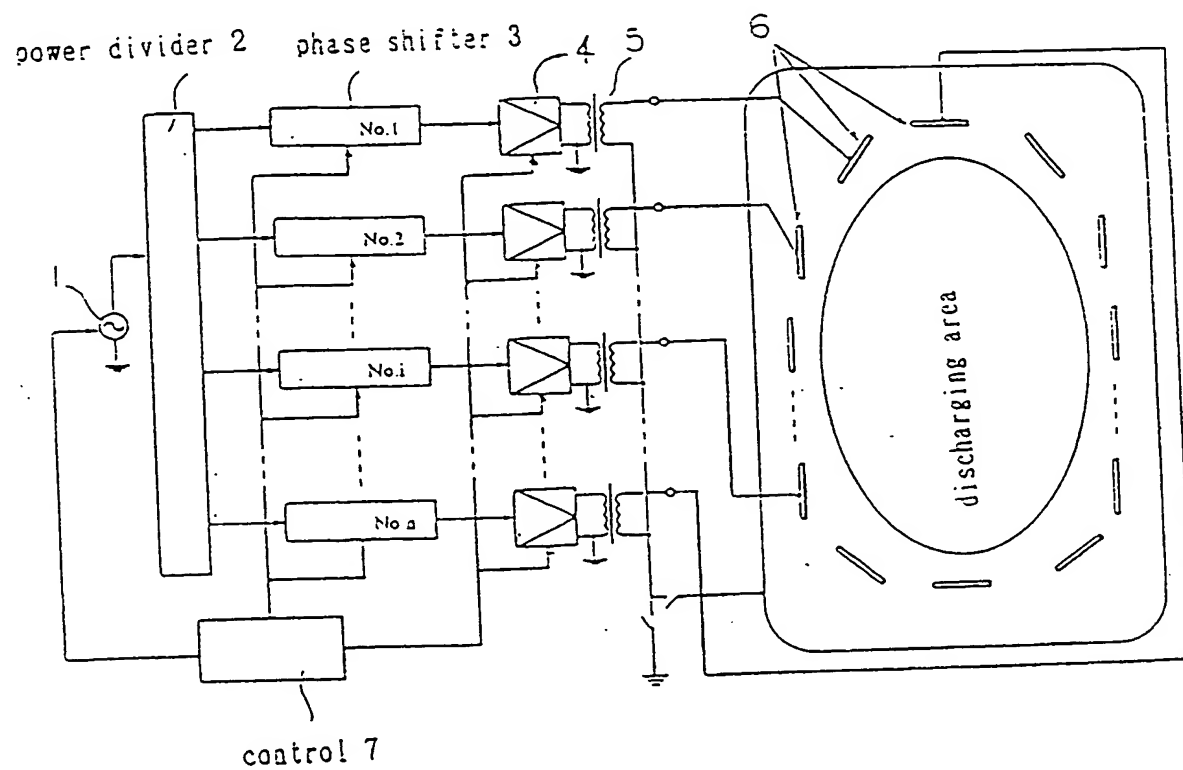 power divider 2
phase shifter 3
4
5
6
No.1
No.2
1
No.i
No.n
discharging area
control 7